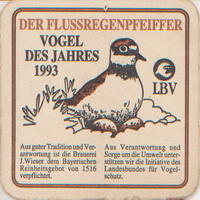 DER FLUSSREGENPFEIFFER
VOGEL
DES JAHRES
1993
LBV
Aus guter Tradition und Ver-
antwortung ist die Brauerei
J.Wieser dem Bayerischen
Reinheitsgebot von 1516
verpflichtet.
Aus Verantwortung und
Sorge um die Umwelt unter-
stützen wir die Initiative des
Landesbundes für Vogel-
schutz.